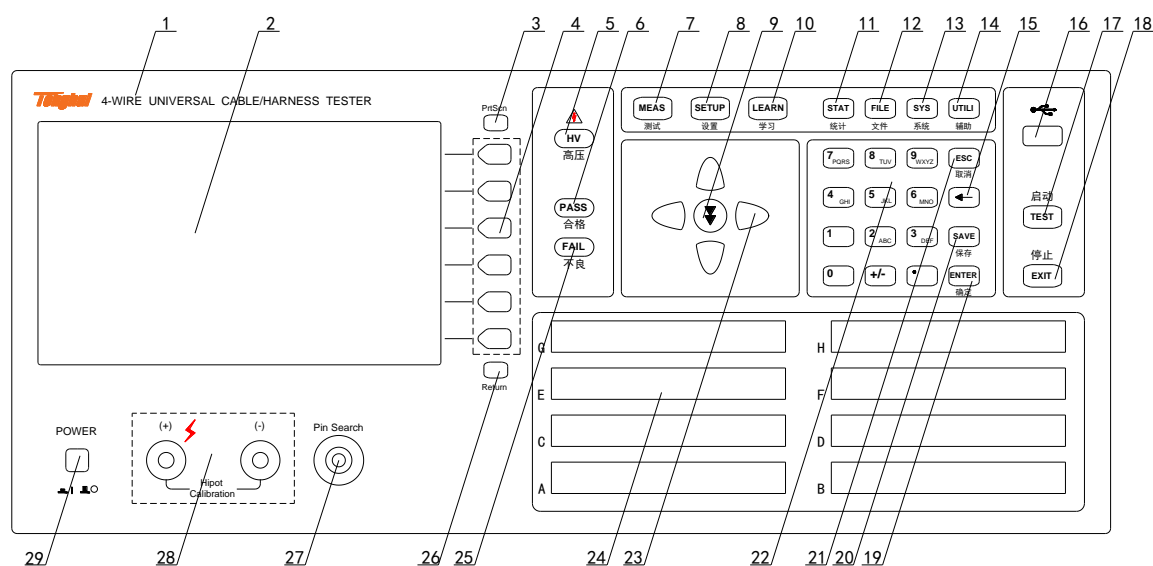 1 2 3 4 5 6 7 8 9 10 11 12 13 14 15 16 17 18
Tonghui 4-WIRE UNIVERSAL CABLE/HARNESS TESTER
PrtScn
HV
高压
PASS
合格
FAIL
不良
Return
MEAS SETUP LEARN STAT FILE SYS UTILI
测试 设置 学习 统计 文件 系统 辅助
7 PQRS 8 TUV 9 WXYZ ESC
取消
4 GHI 5 JKL 6 MNO
1 2 ABC 3 DEF SAVE
保存
0 +/- • ENTER
确定
启动
TEST
停止
EXIT
G H
E F
C D
A B
POWER
(+) (-)
Hipot
Calibration
Pin Search
29 28 27 26 25 24 23 22 21 20 19